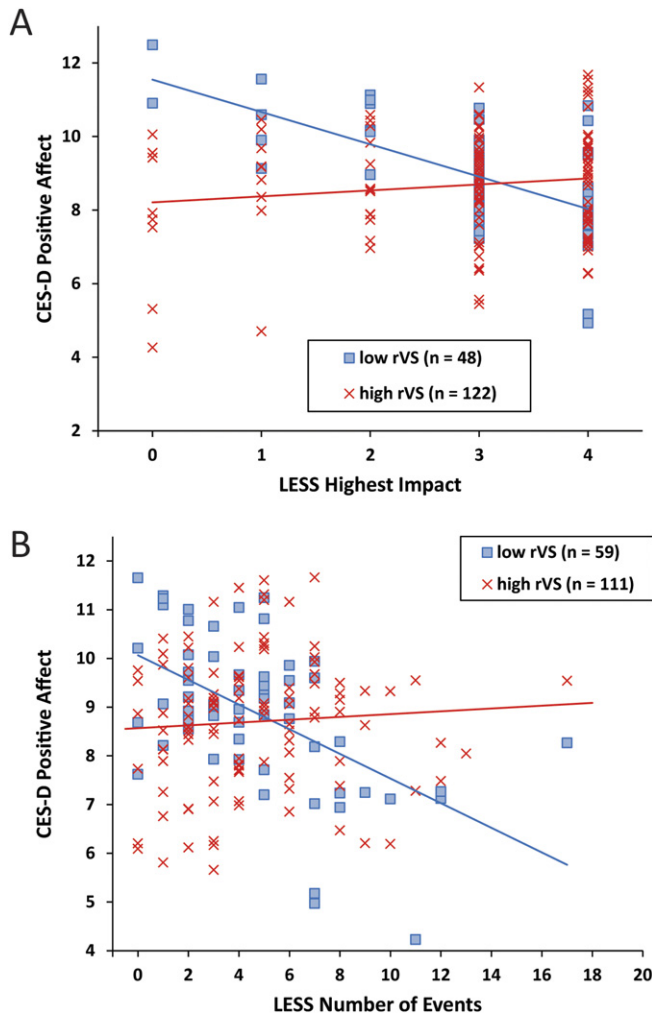 A
12
10
8
6
4
2
CES-D Positive Affect
low rVS (n = 48)
high rVS (n = 122)
0 1 2 3 4
LESS Highest Impact
B
12
11
10
9
8
7
6
5
4
CES-D Positive Affect
low rVS (n = 59)
high rVS (n = 111)
0 2 4 6 8 10 12 14 16 18 20
LESS Number of Events